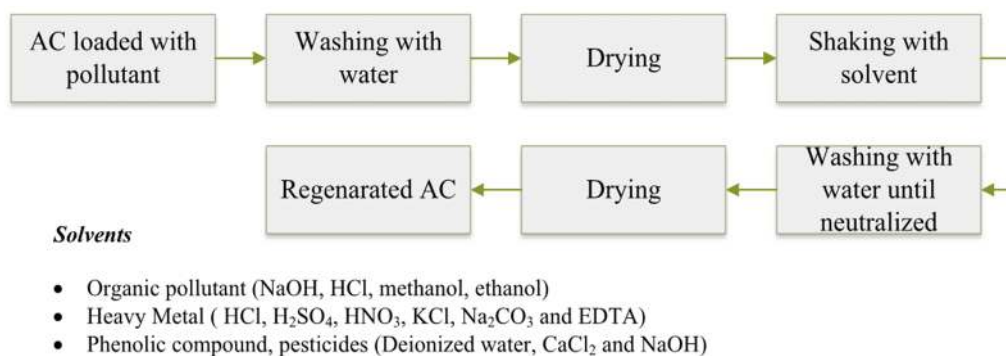 AC loaded with
pollutant
Washing with
water
Drying
Shaking with
solvent
Washing with
water until
neutralized
Drying
Regenarated AC
Solvents
• Organic pollutant (NaOH, HCl, methanol, ethanol)
• Heavy Metal ( HCl, H₂SO₄, HNO₃, KCl, Na₂CO₃ and EDTA)
• Phenolic compound, pesticides (Deionized water, CaCl₂ and NaOH)